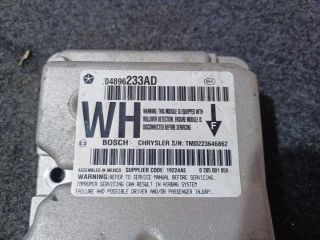 04896233AD
WH
WARNING: THIS MODULE IS EQUIPPED WITH
ROLLOVER DETECTION. ENSURE MODULE IS
DISCONNECTED BEFORE SERVICING
F
BOSCH CHRYSLER S/N: TMD223646862
ASSEMBLED IN MEXICO. SUPPLIER CODE: 19224AE 0 285 001 858
WARNING: REFER TO SERVICE MANUAL BEFORE SERVICING.
IMPROPER SERVICING CAN RESULT IN AIRBAG SYSTEM
FAILURE AND POSSIBLE DRIVER AND/OR PASSENGER INJURY.